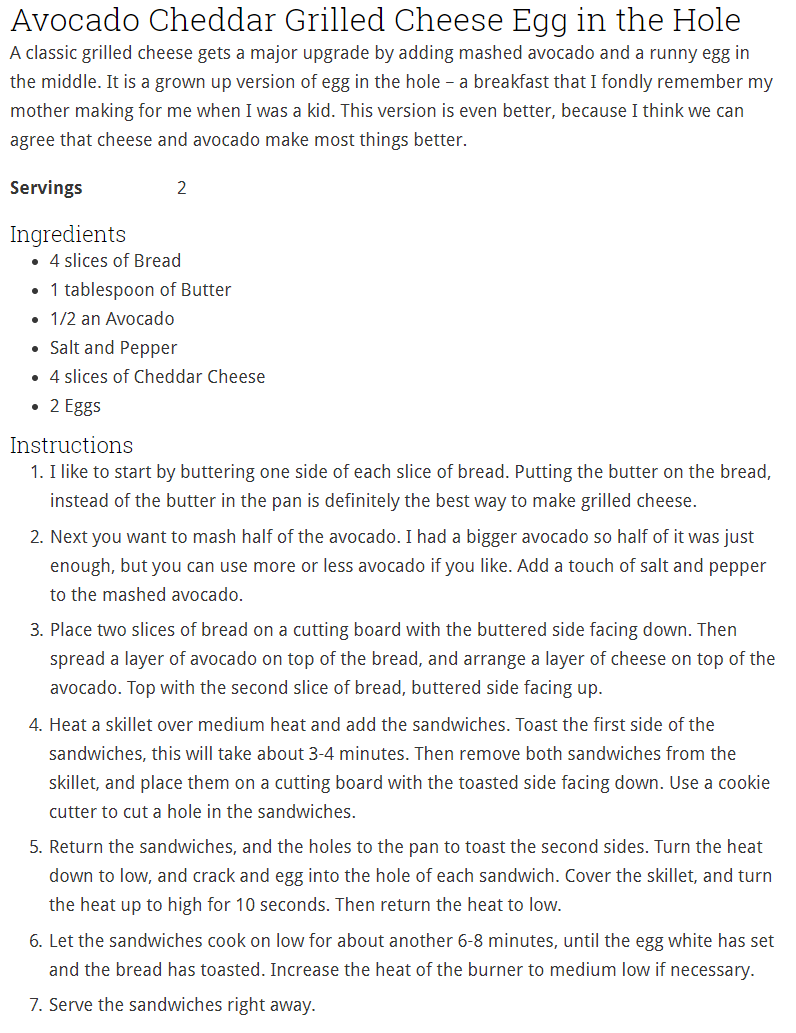 Avocado Cheddar Grilled Cheese Egg in the Hole
A classic grilled cheese gets a major upgrade by adding mashed avocado and a runny egg in
the middle. It is a grown up version of egg in the hole – a breakfast that I fondly remember my
mother making for me when I was a kid. This version is even better, because I think we can
agree that cheese and avocado make most things better.
Servings 2
Ingredients
• 4 slices of Bread
• 1 tablespoon of Butter
• 1/2 an Avocado
• Salt and Pepper
• 4 slices of Cheddar Cheese
• 2 Eggs
Instructions
1. I like to start by buttering one side of each slice of bread. Putting the butter on the bread,
instead of the butter in the pan is definitely the best way to make grilled cheese.
2. Next you want to mash half of the avocado. I had a bigger avocado so half of it was just
enough, but you can use more or less avocado if you like. Add a touch of salt and pepper
to the mashed avocado.
3. Place two slices of bread on a cutting board with the buttered side facing down. Then
spread a layer of avocado on top of the bread, and arrange a layer of cheese on top of the
avocado. Top with the second slice of bread, buttered side facing up.
4. Heat a skillet over medium heat and add the sandwiches. Toast the first side of the
sandwiches, this will take about 3-4 minutes. Then remove both sandwiches from the
skillet, and place them on a cutting board with the toasted side facing down. Use a cookie
cutter to cut a hole in the sandwiches.
5. Return the sandwiches, and the holes to the pan to toast the second sides. Turn the heat
down to low, and crack and egg into the hole of each sandwich. Cover the skillet, and turn
the heat up to high for 10 seconds. Then return the heat to low.
6. Let the sandwiches cook on low for about another 6-8 minutes, until the egg white has set
and the bread has toasted. Increase the heat of the burner to medium low if necessary.
7. Serve the sandwiches right away.